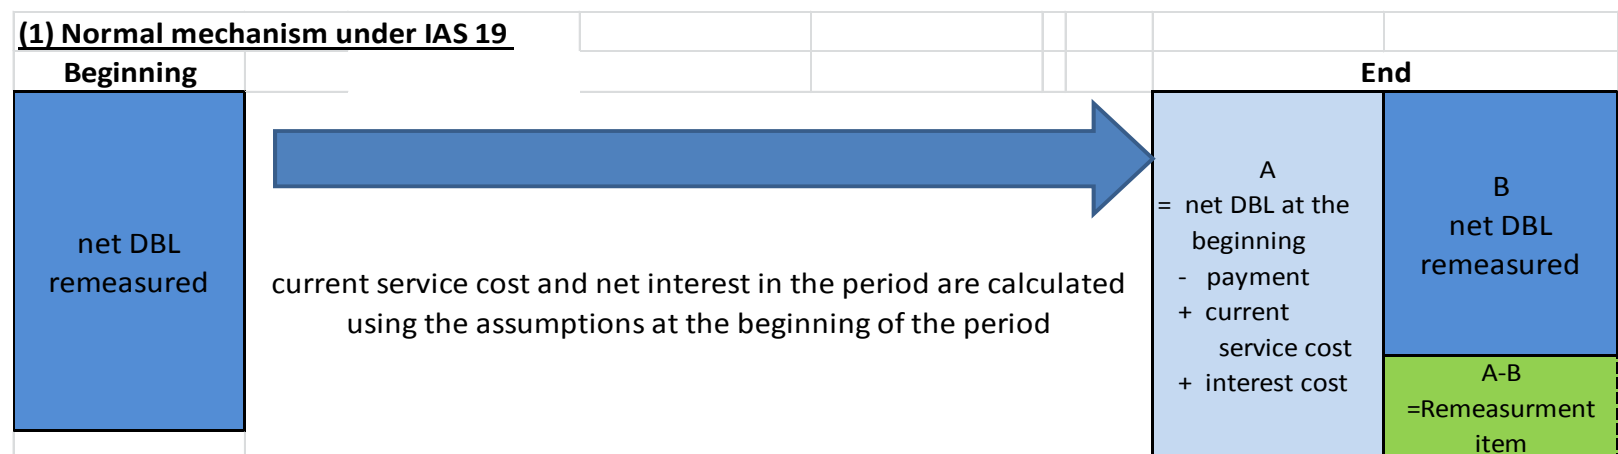 (1) Normal mechanism under IAS 19
Beginning
End
net DBL
remeasured
current service cost and net interest in the period are calculated
using the assumptions at the beginning of the period
A
= net DBL at the
beginning
- payment
+ current
service cost
+ interest cost
B
net DBL
remeasured
A-B
=Remeasurment
item